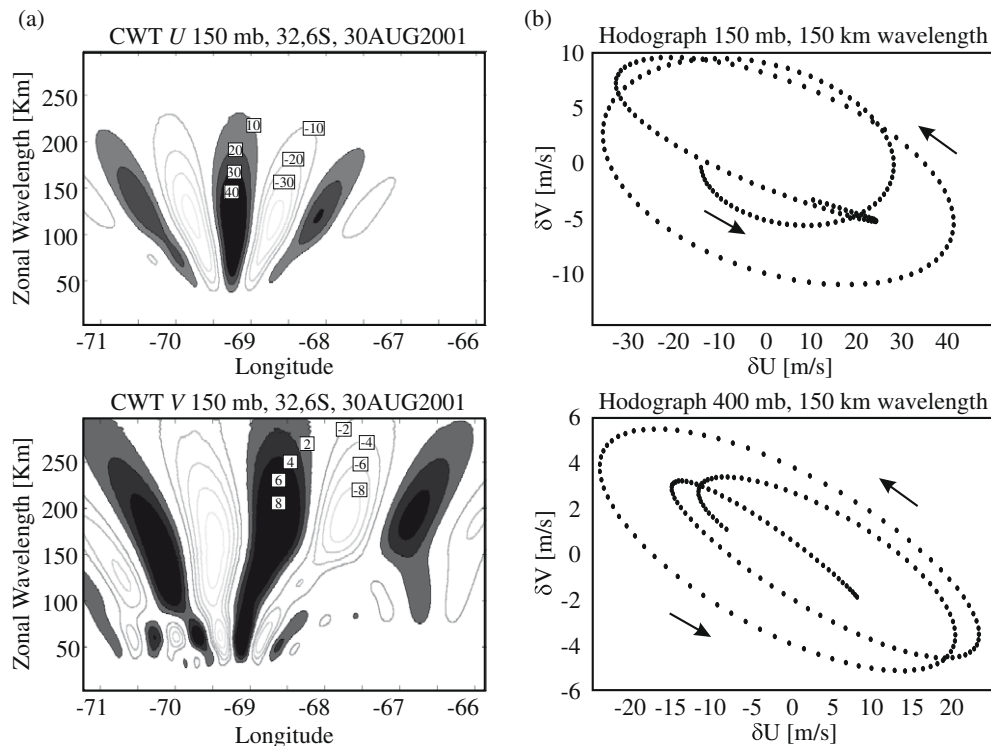 (a)
CWT U 150 mb, 32,6S, 30AUG2001
Zonal Wavelength [Km]
250
200
150
100
50
10
20
30
40
-10
-20
-30
-71 -70 -69 -68 -67 -66
Longitude
CWT V 150 mb, 32,6S, 30AUG2001
Zonal Wavelength [Km]
250
200
150
100
50
2
4
6
8
-2
-4
-6
-8
-71 -70 -69 -68 -67 -66
Longitude
(b)
Hodograph 150 mb, 150 km wavelength
δV [m/s]
10
5
0
-5
-10
-30 -20 -10 0 10 20 30 40
δU [m/s]
Hodograph 400 mb, 150 km wavelength
δV [m/s]
6
4
2
0
-2
-4
-6
-20 -15 -10 -5 0 5 10 15 20
δU [m/s]